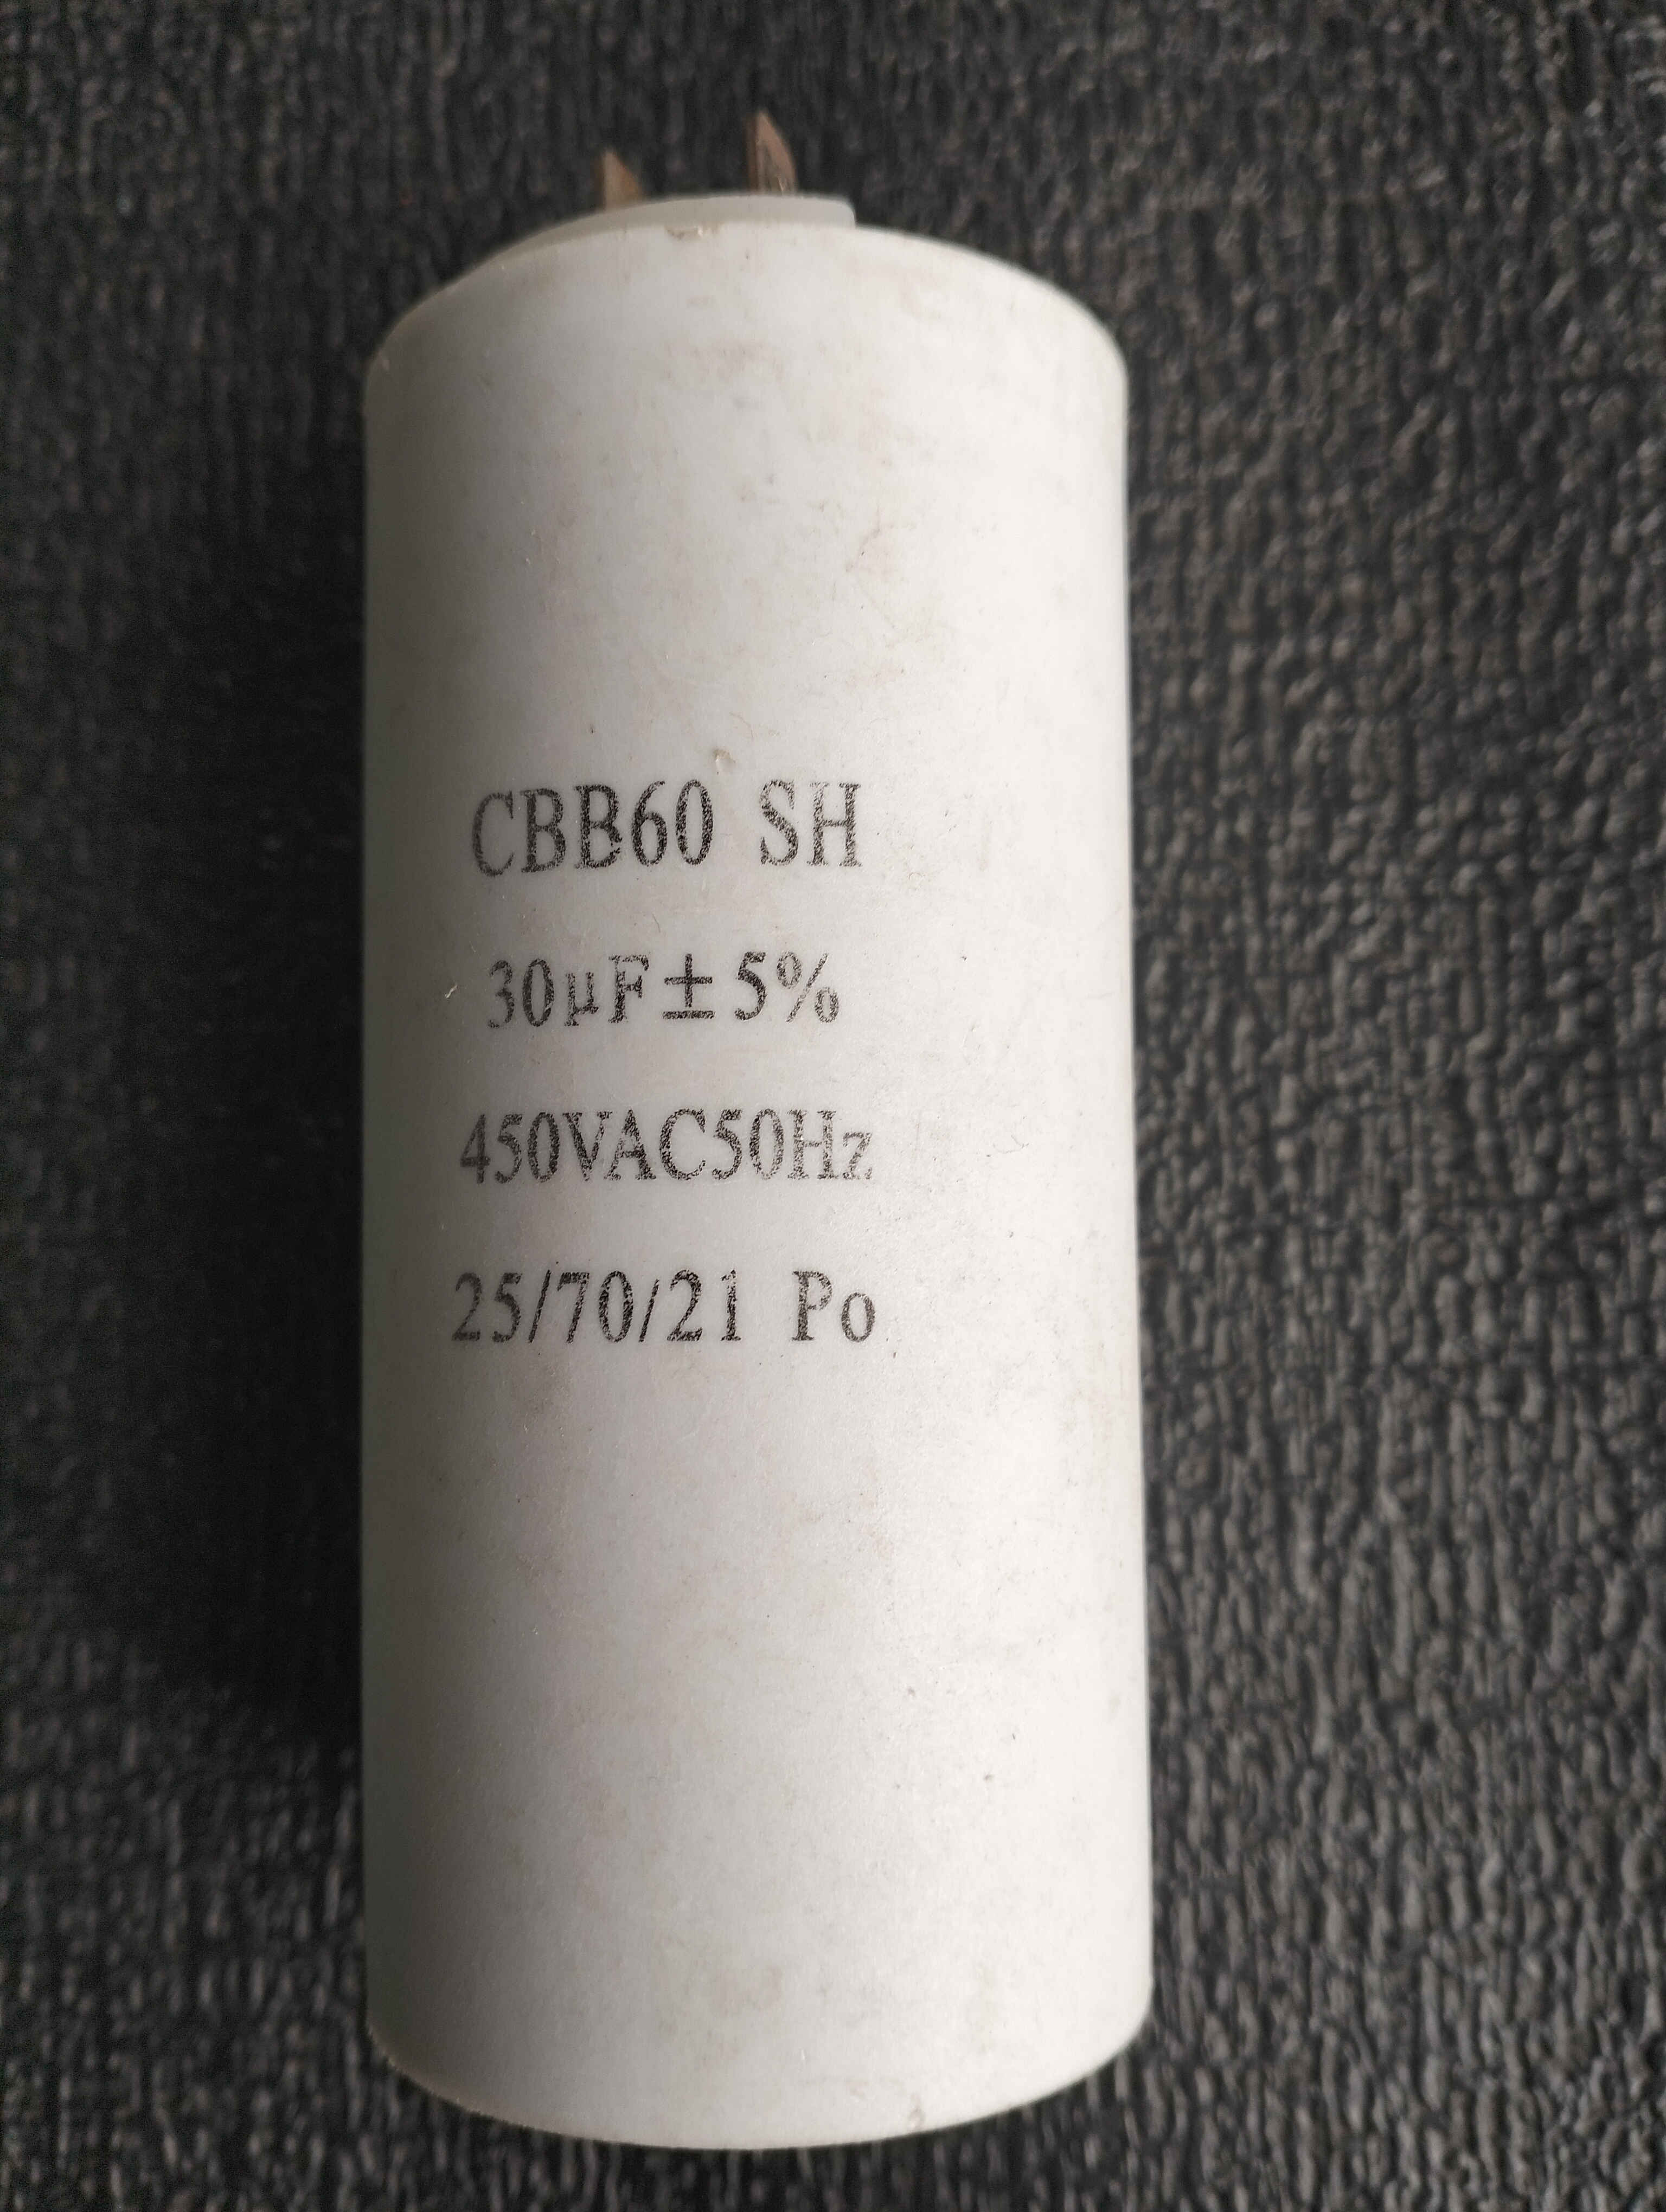 CBB60 SH
30μF±5%
450VAC50Hz
25/70/21 Po